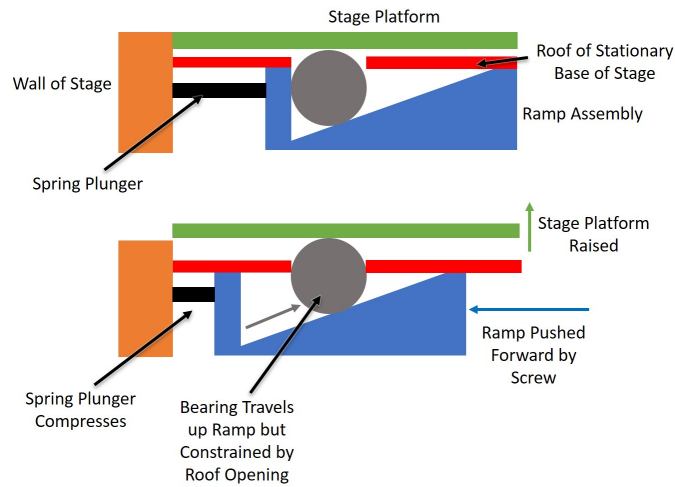 Stage Platform
Roof of Stationary
Base of Stage
Wall of Stage
Ramp Assembly
Spring Plunger
Stage Platform
Raised
Ramp Pushed
Forward by
Screw
Spring Plunger
Compresses
Bearing Travels
up Ramp but
Constrained by
Roof Opening